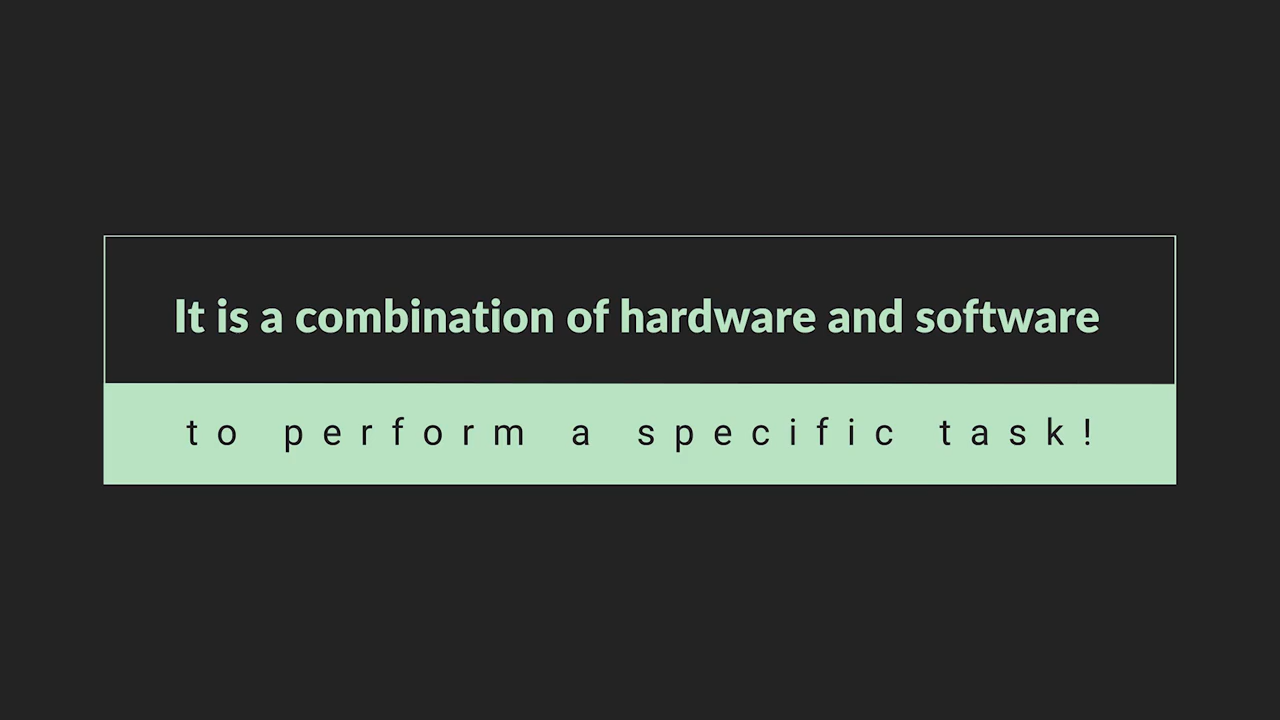 It is a combination of hardware and software
to perform a specific task!